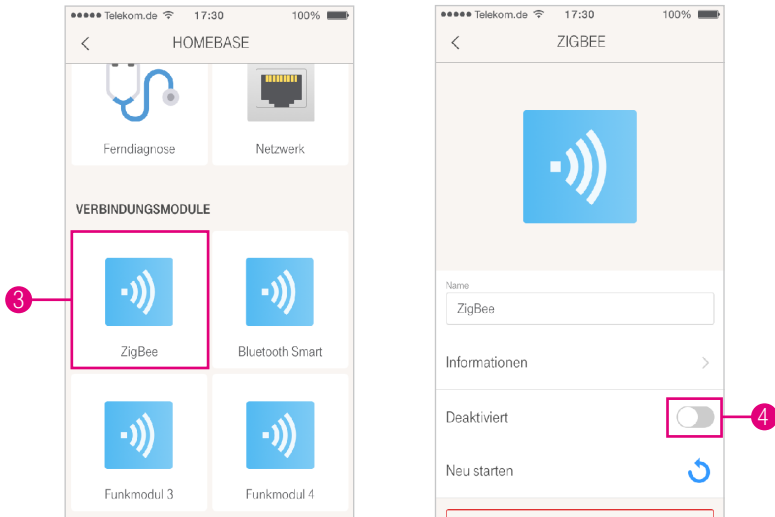 Telekom.de 17:30 100%
HOMEBASE
Ferndiagnose Netzwerk
VERBINDUNGSMODULE
3
ZigBee Bluetooth Smart
Funkmodul 3 Funkmodul 4
Telekom.de 17:30 100%
ZIGBEE
Name
ZigBee
Informationen
Deaktiviert
4
Neu starten